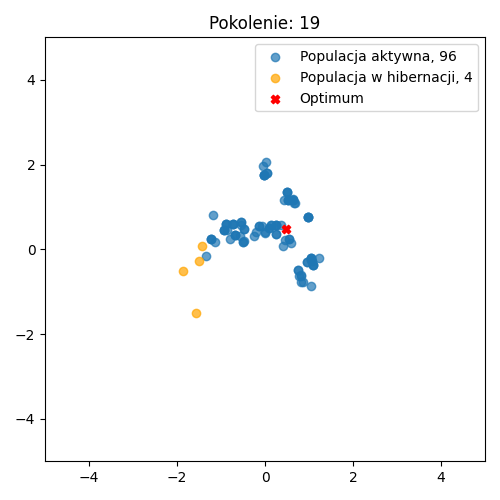 Pokolenie: 19
Populacja aktywna, 96
Populacja w hibernacji, 4
Optimum
4
2
0
−2
−4
−4 −2 0 2 4